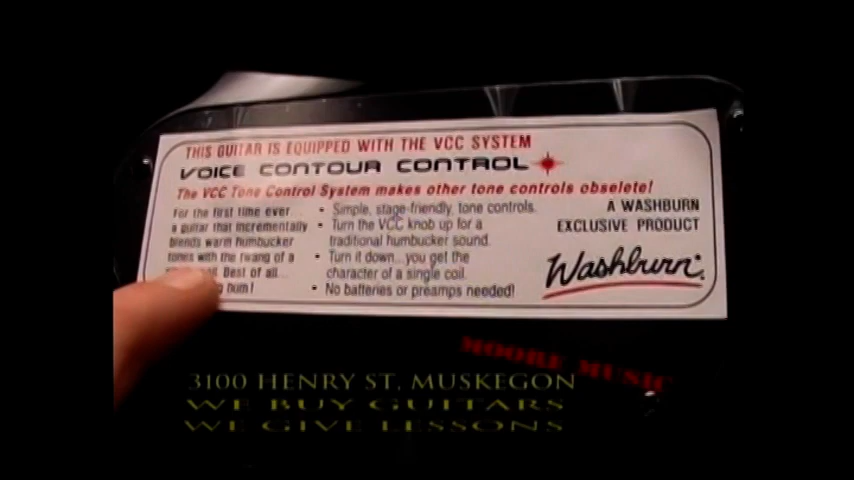 THIS GUITAR IS EQUIPPED WITH THE VCC SYSTEM
VOICE CONTOUR CONTROL
The VCC Tone Control System makes other tone controls obsolete!
For the first time ever...
a guitar that incrementally
blends warm humbucker
tones with the twang of a
Best of all...
hum!
• Simple, stage-friendly, tone controls.
• Turn the VCC knob up for a
traditional humbucker sound.
• Turn it down...you get the
character of a single coil.
• No batteries or preamps needed!
A WASHBURN
EXCLUSIVE PRODUCT
Washburn.
MOORE MUSIC
3100 HENRY ST, MUSKEGON
WE BUY GUITARS
WE GIVE LESSONS